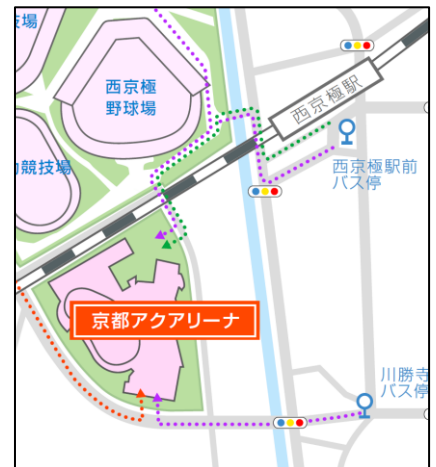 技場
西京極
野球場
西京極駅
競技場
西京極駅前
バス停
京都アクアリーナ
川勝寺
バス停